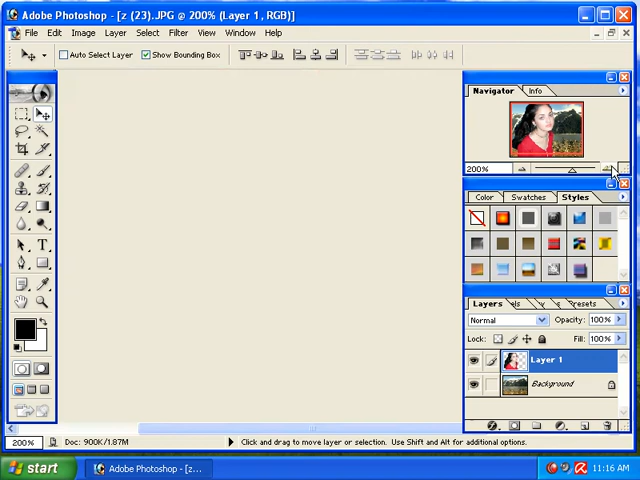 Adobe Photoshop - [z (23).JPG @ 200% (Layer 1, RGB)]
File Edit Image Layer Select Filter View Window Help
Auto Select Layer Show Bounding Box
Navigator Info
200%
Color Swatches Styles
Layers els Presets
Normal Opacity: 100%
Lock: Fill: 100%
Layer 1
Background
200% Doc: 900K/1.87M Click and drag to move layer or selection. Use Shift and Alt for additional options.
start Adobe Photoshop - [z... 11:16 AM